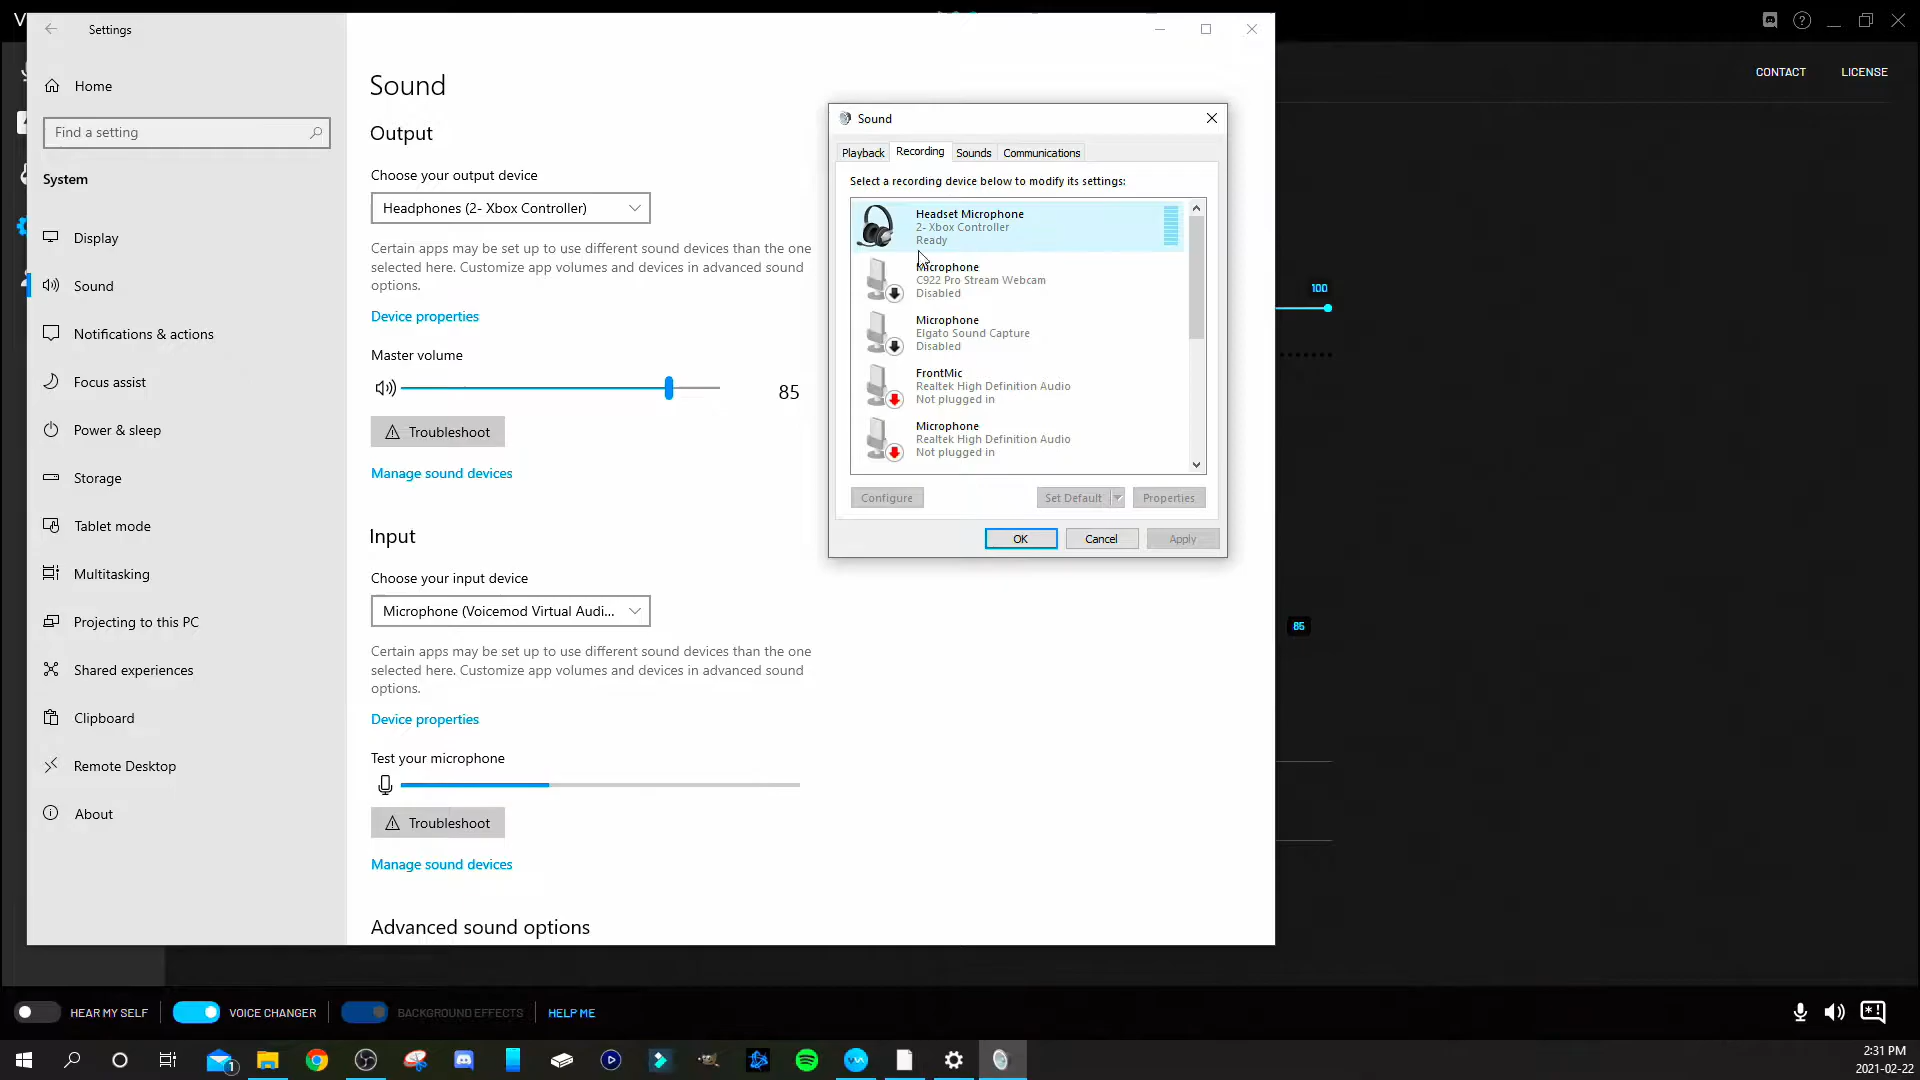 V
CONTACT
LICENSE
Settings
Home
Find a setting
System
Display
Sound
Notifications & actions
Focus assist
Power & sleep
Storage
Tablet mode
Multitasking
Projecting to this PC
Shared experiences
Clipboard
Remote Desktop
About
Sound
Output
Choose your output device
Headphones (2- Xbox Controller)
Certain apps may be set up to use different sound devices than the one
selected here. Customize app volumes and devices in advanced sound
options.
Device properties
Master volume
85
Troubleshoot
Manage sound devices
Input
Choose your input device
Microphone (Voicemod Virtual Audi...
Certain apps may be set up to use different sound devices than the one
selected here. Customize app volumes and devices in advanced sound
options.
Device properties
Test your microphone
Troubleshoot
Manage sound devices
Advanced sound options
Sound
Playback
Recording
Sounds
Communications
Select a recording device below to modify its settings:
Headset Microphone
2- Xbox Controller
Ready
Microphone
C922 Pro Stream Webcam
Disabled
Microphone
Elgato Sound Capture
Disabled
FrontMic
Realtek High Definition Audio
Not plugged in
Microphone
Realtek High Definition Audio
Not plugged in
Configure
Set Default
Properties
OK
Cancel
Apply
100
85
HEAR MY SELF
VOICE CHANGER
BACKGROUND EFFECTS
HELP ME
1
2:31 PM
2021-02-22